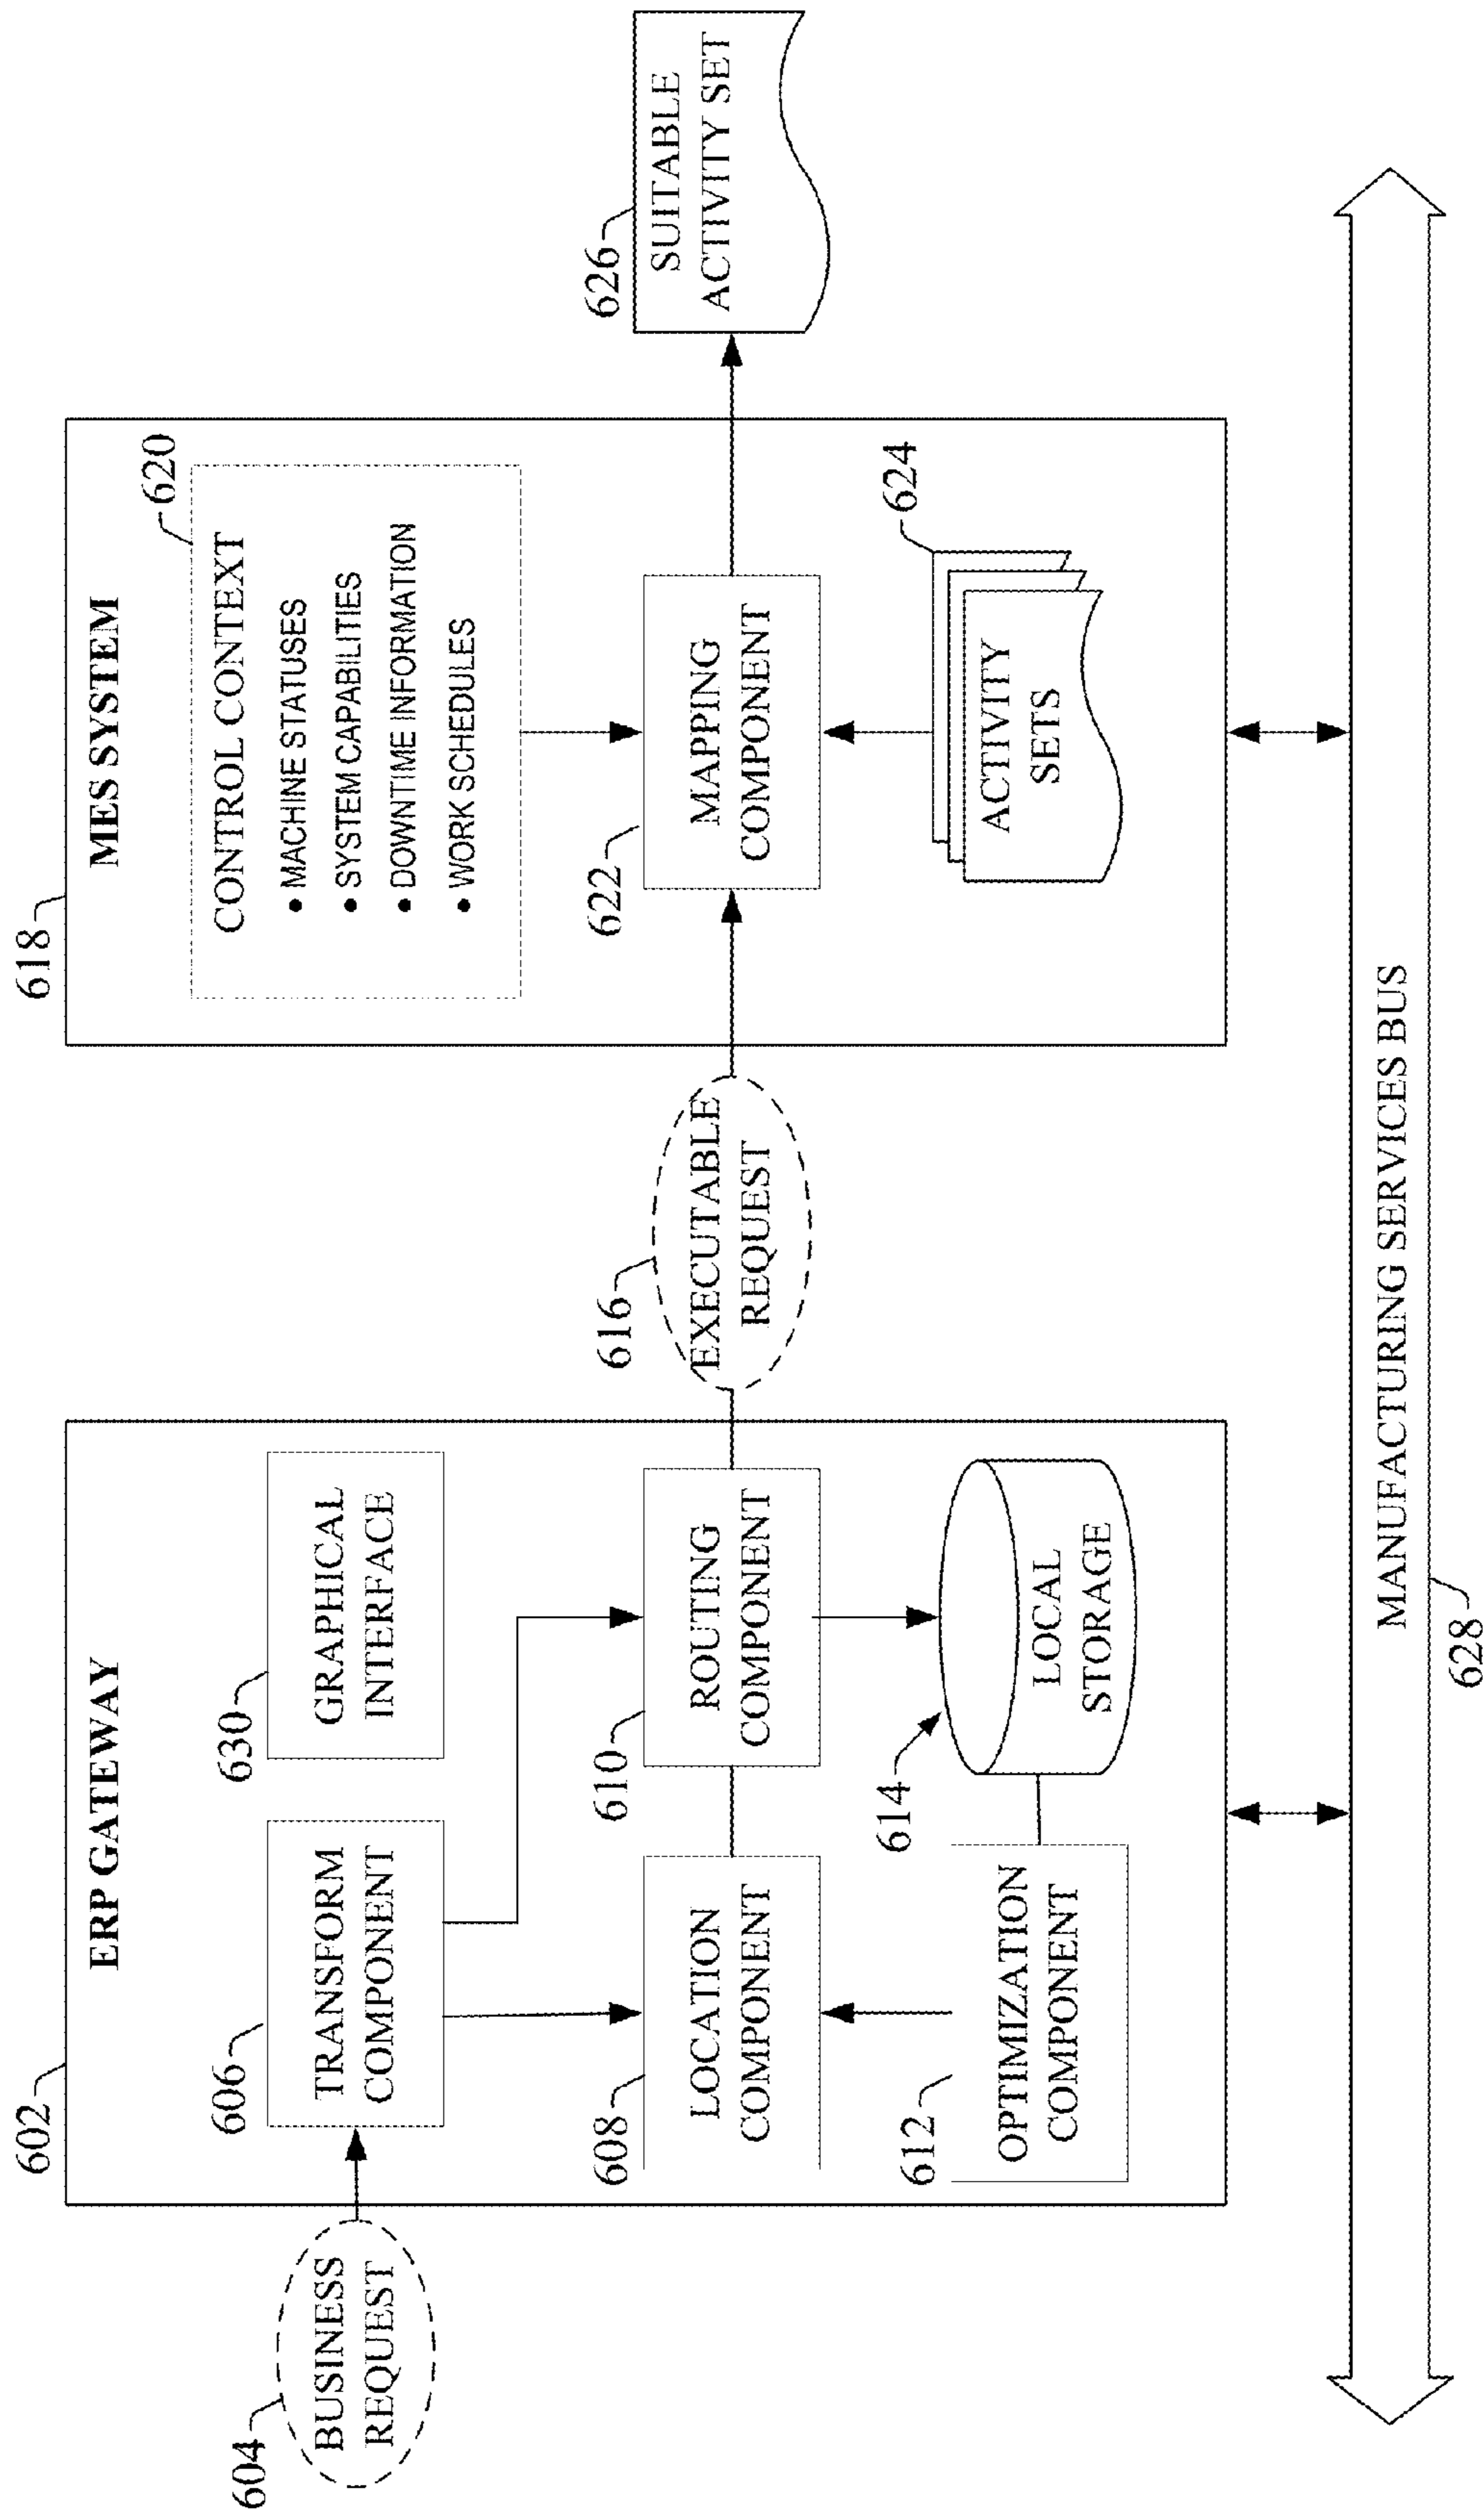 602
ERP GATEWAY
604
BUSINESS
REQUEST
606
TRANSFORM
COMPONENT
630
GRAPHICAL
INTERFACE
608
LOCATION
COMPONENT
610
ROUTING
COMPONENT
612
OPTIMIZATION
COMPONENT
614
LOCAL
STORAGE
616
EXECUTABLE
REQUEST
618
MES SYSTEM
620
CONTROL CONTEXT
• MACHINE STATUSES
• SYSTEM CAPABILITIES
• DOWNTIME INFORMATION
• WORK SCHEDULES
622
MAPPING
COMPONENT
624
ACTIVITY
SETS
626
SUITABLE
ACTIVITY SET
MANUFACTURING SERVICES BUS
628